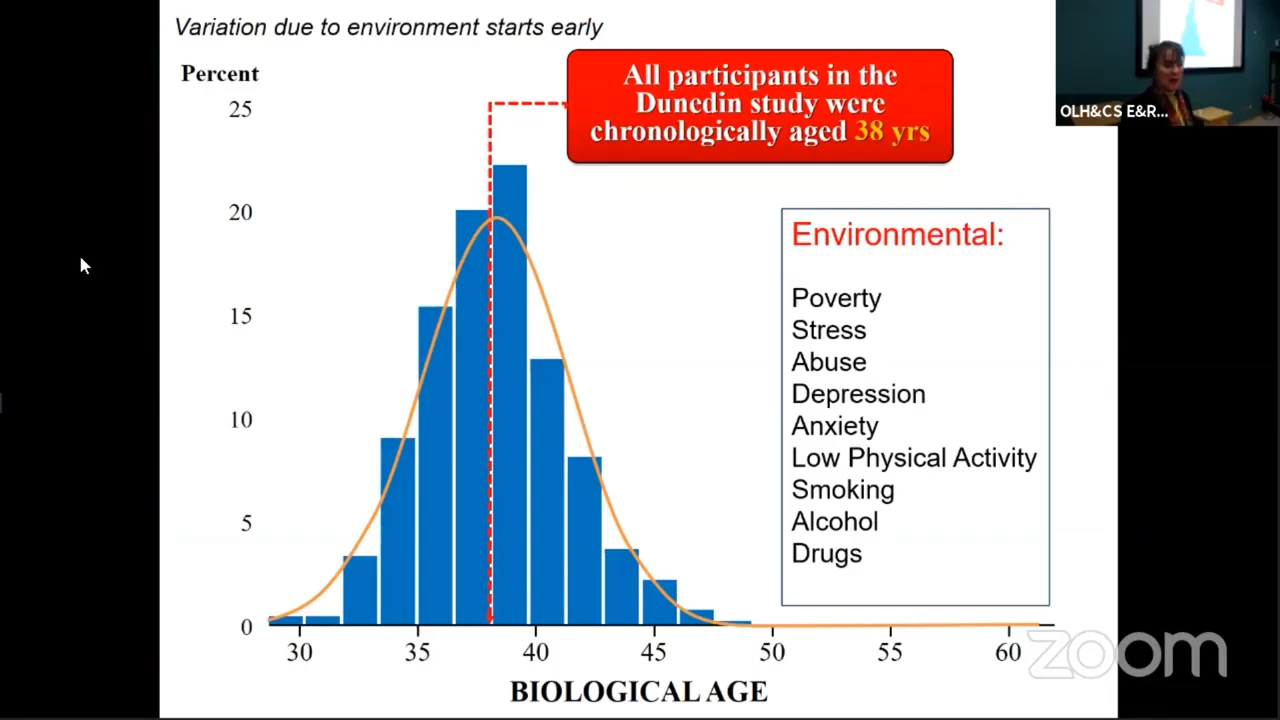 Variation due to environment starts early
Percent
All participants in the
Dunedin study were
chronologically aged 38 yrs
OLH&CS E&R...
25
20
15
10
5
0
Environmental:
Poverty
Stress
Abuse
Depression
Anxiety
Low Physical Activity
Smoking
Alcohol
Drugs
30 35 40 45 50 55 60
BIOLOGICAL AGE
zoom